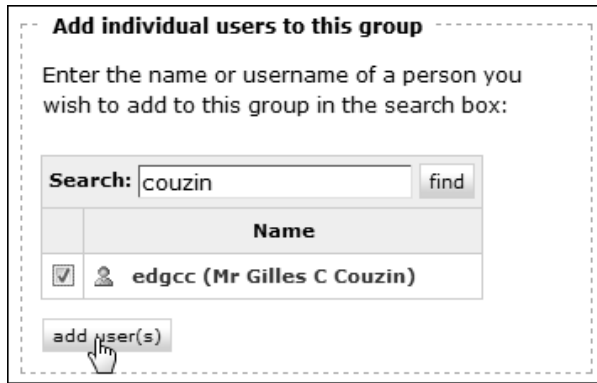 Add individual users to this group
Enter the name or username of a person you
wish to add to this group in the search box:
Search: couzin find
Name
edgcc (Mr Gilles C Couzin)
add user(s)